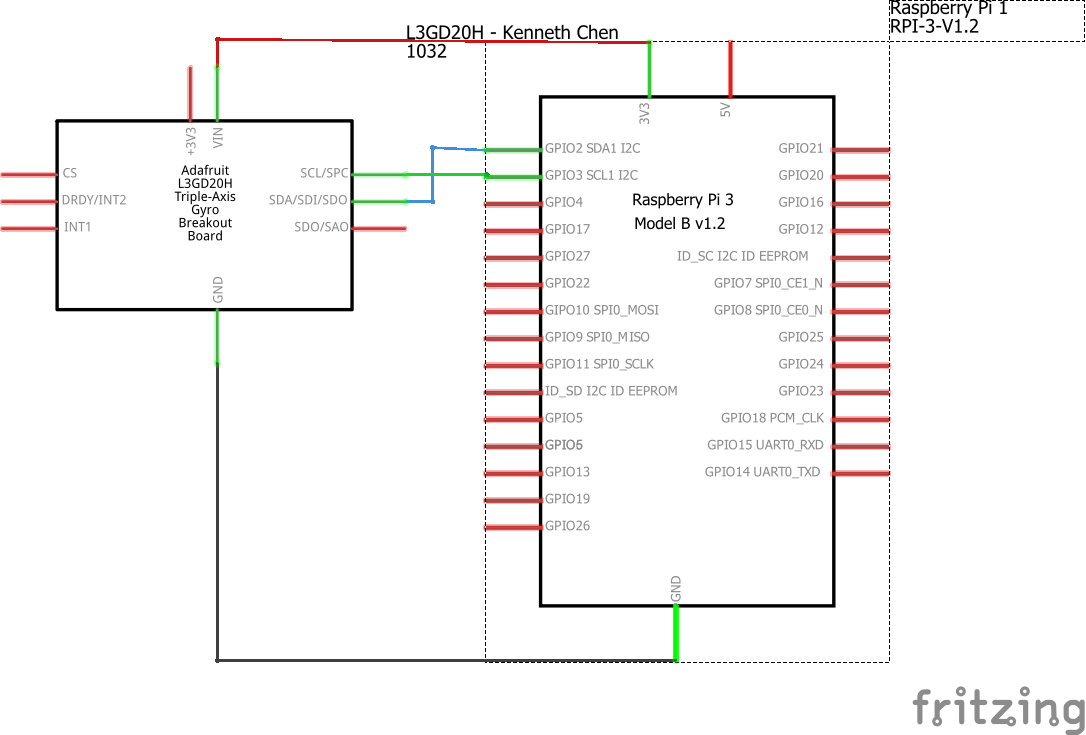 Raspberry Pi 1
RPI-3-V1.2
L3GD20H - Kenneth Chen
1032
+3V3
VIN
CS
DRDY/INT2
INT1
Adafruit
L3GD20H
Triple-Axis
Gyro
Breakout
Board
SCL/SPC
SDA/SDI/SDO
SDO/SAO
GND
3V3
5V
GPIO2 SDA1 I2C
GPIO3 SCL1 I2C
GPIO4
GPIO17
GPIO27
GPIO22
GIPO10 SPI0_MOSI
GPIO9 SPI0_MISO
GPIO11 SPI0_SCLK
ID_SD I2C ID EEPROM
GPIO5
GPIO6
GPIO13
GPIO19
GPIO26
Raspberry Pi 3
Model B v1.2
GPIO21
GPIO20
GPIO16
GPIO12
ID_SC I2C ID EEPROM
GPIO7 SPI0_CE1_N
GPIO8 SPI0_CE0_N
GPIO25
GPIO24
GPIO23
GPIO18 PCM_CLK
GPIO15 UART0_RXD
GPIO14 UART0_TXD
GND
fritzing